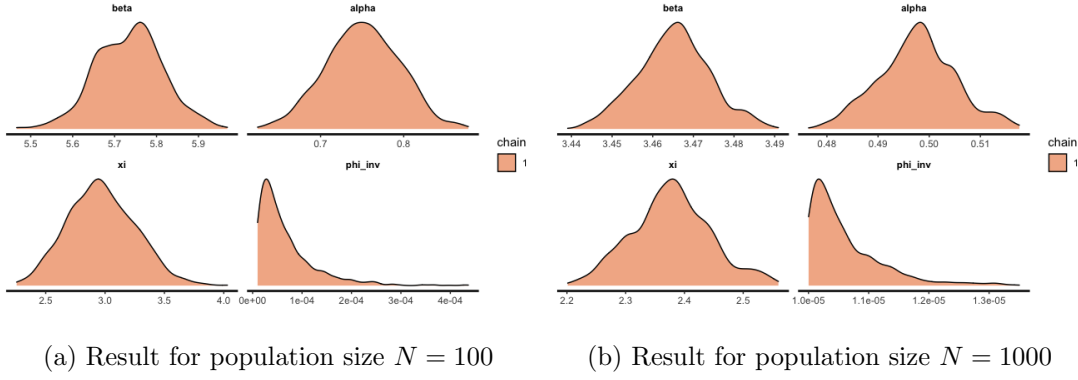 beta
alpha
5.5 5.6 5.7 5.8 5.9
0.7 0.8
xi
phi_inv
2.5 3.0 3.5 4.0
0e+00 1e-04 2e-04 3e-04 4e-04
chain
1
(a) Result for population size N = 100
beta
alpha
3.44 3.45 3.46 3.47 3.48 3.49
0.48 0.49 0.50 0.51
xi
phi_inv
2.2 2.3 2.4 2.5
1.0e-05 1.1e-05 1.2e-05 1.3e-05
chain
1
(b) Result for population size N = 1000